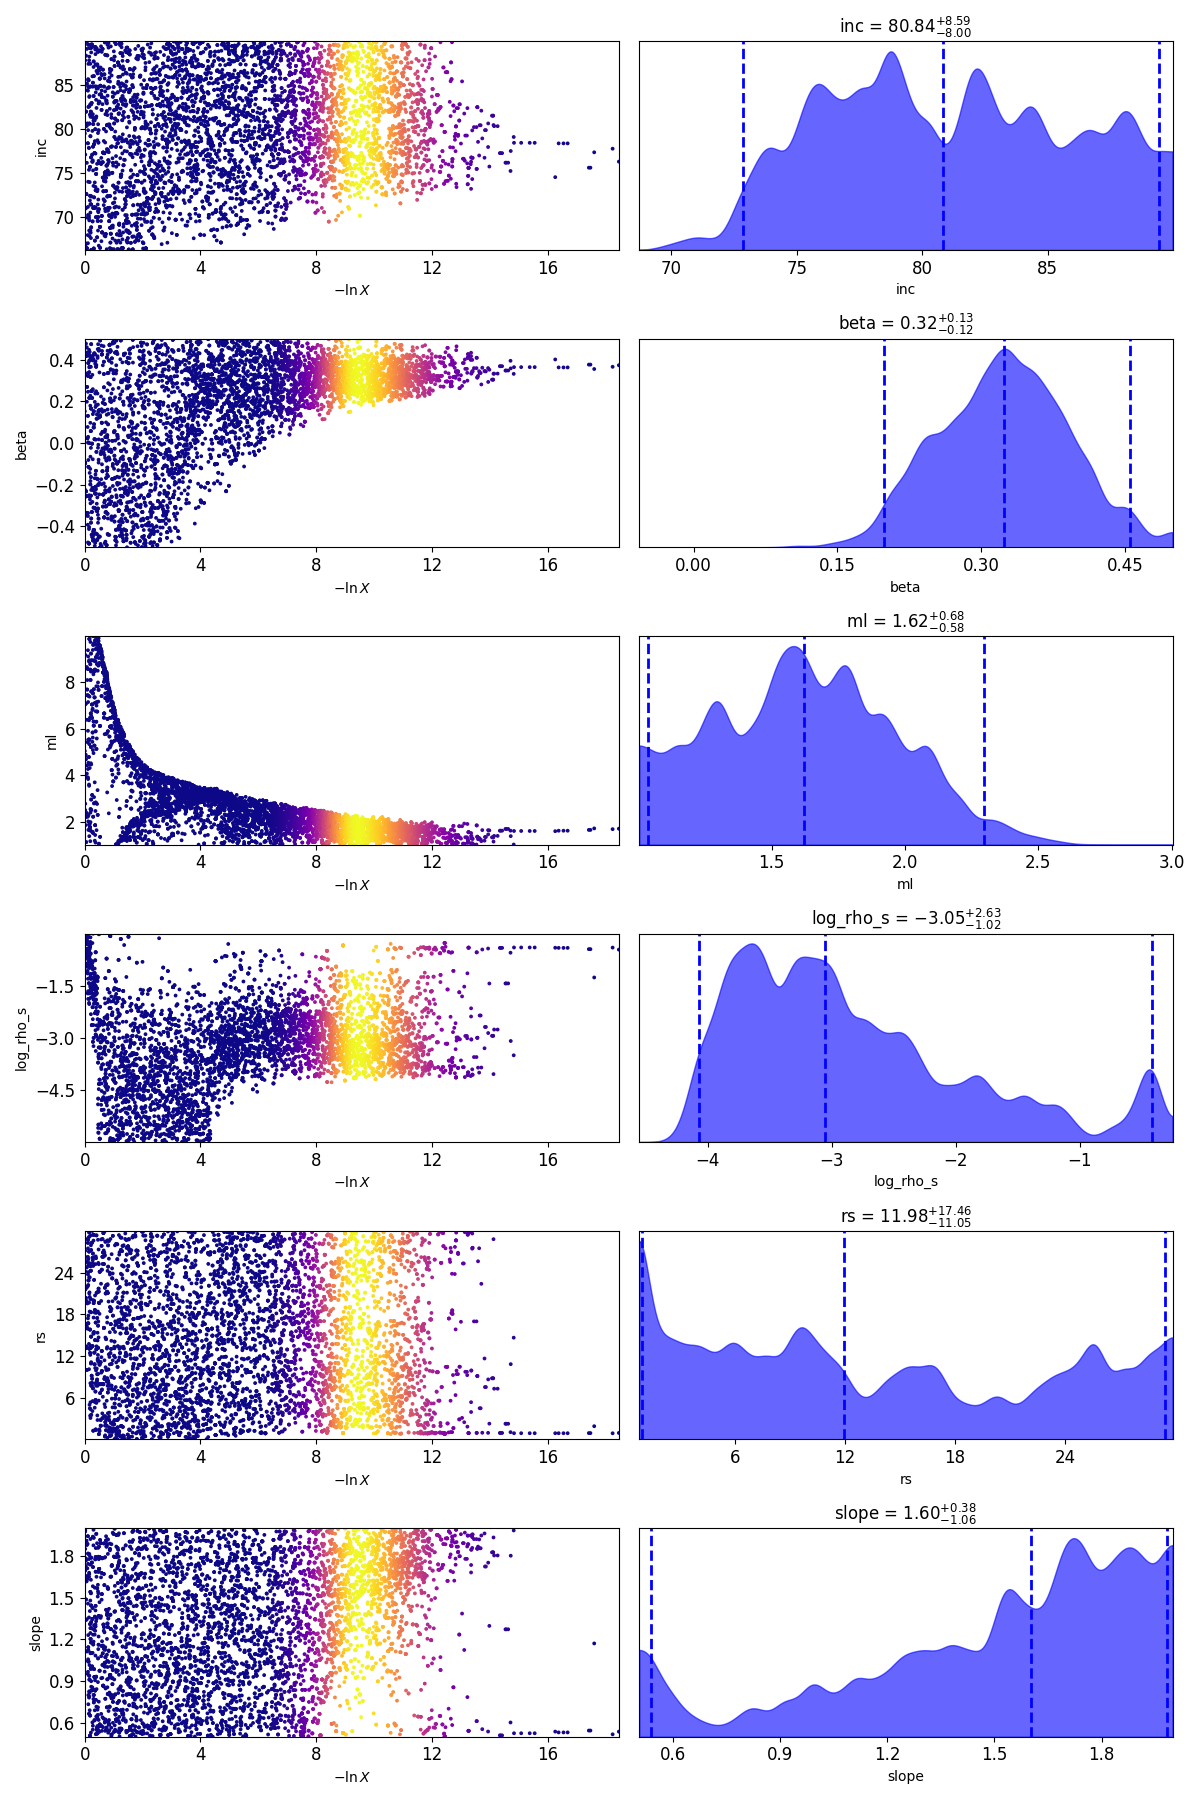 inc = 80.84 +8.59 −8.00
85
80
75
70
inc
0 4 8 12 16
−ln X
70 75 80 85
inc
beta = 0.32 +0.13 −0.12
0.4
0.2
0.0
−0.2
−0.4
beta
0 4 8 12 16
−ln X
0.00 0.15 0.30 0.45
beta
ml = 1.62 +0.68 −0.58
8
6
4
2
ml
0 4 8 12 16
−ln X
1.5 2.0 2.5 3.0
ml
log_rho_s = −3.05 +2.63 −1.02
−1.5
−3.0
−4.5
log_rho_s
0 4 8 12 16
−ln X
−4 −3 −2 −1
log_rho_s
rs = 11.98 +17.46 −11.05
24
18
12
6
rs
0 4 8 12 16
−ln X
6 12 18 24
rs
slope = 1.60 +0.38 −1.06
1.8
1.5
1.2
0.9
0.6
slope
0 4 8 12 16
−ln X
0.6 0.9 1.2 1.5 1.8
slope